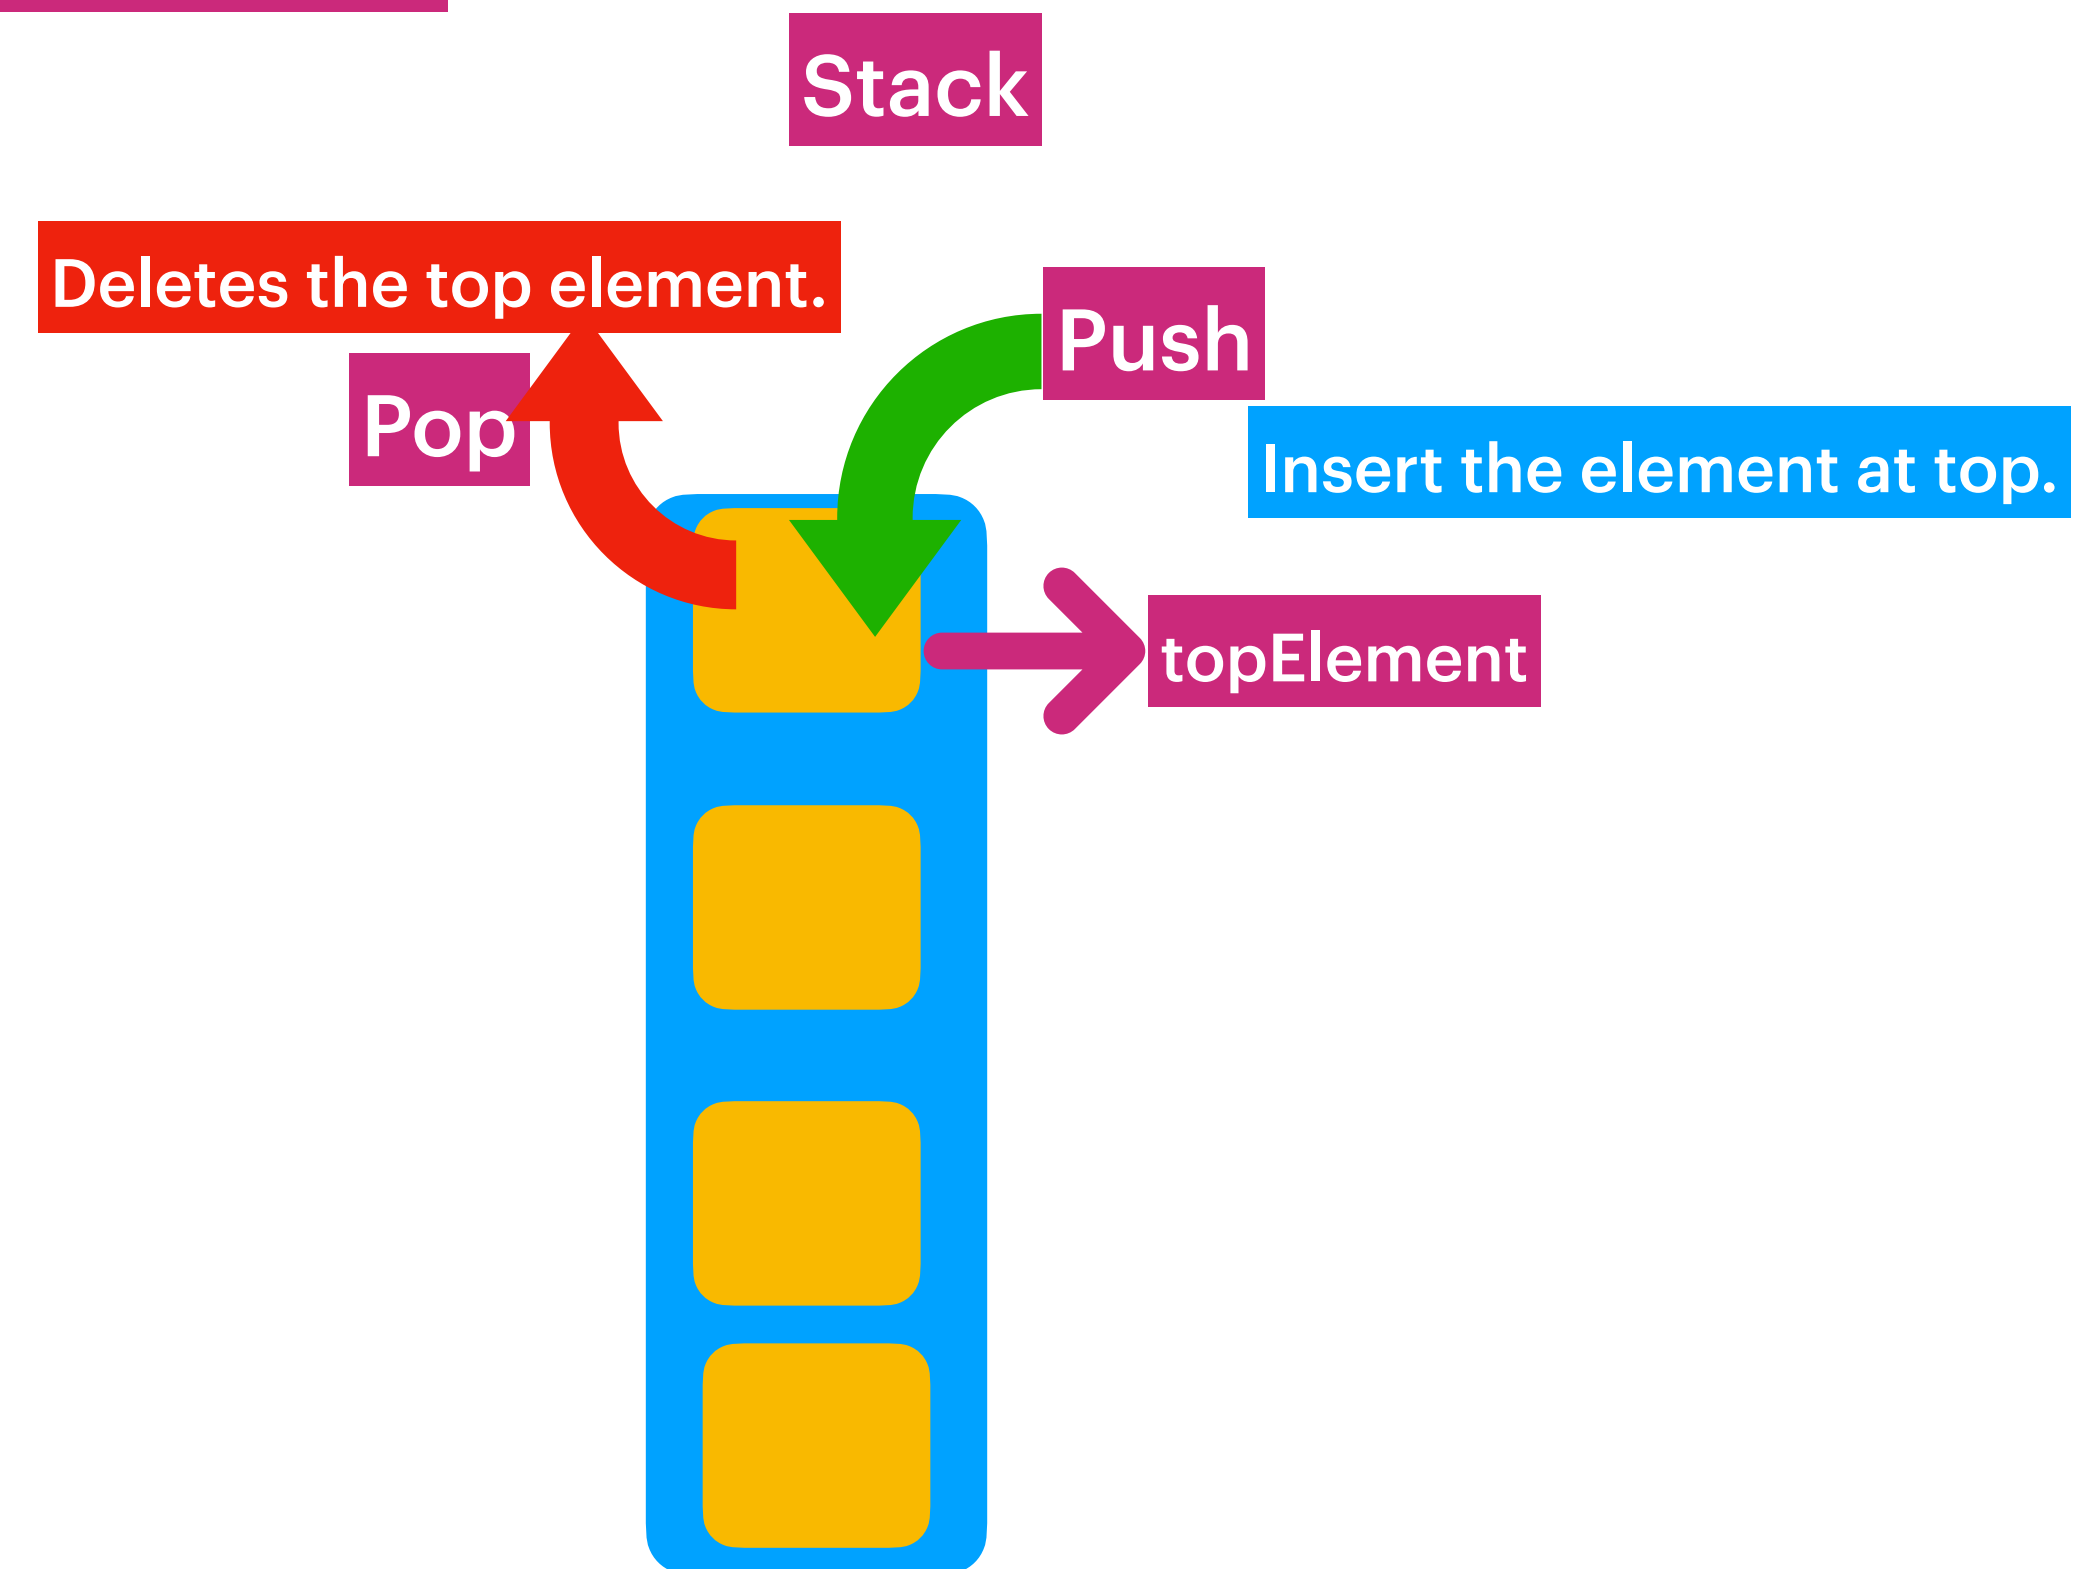 Stack
Deletes the top element.
Push
Pop
Insert the element at top.
topElement